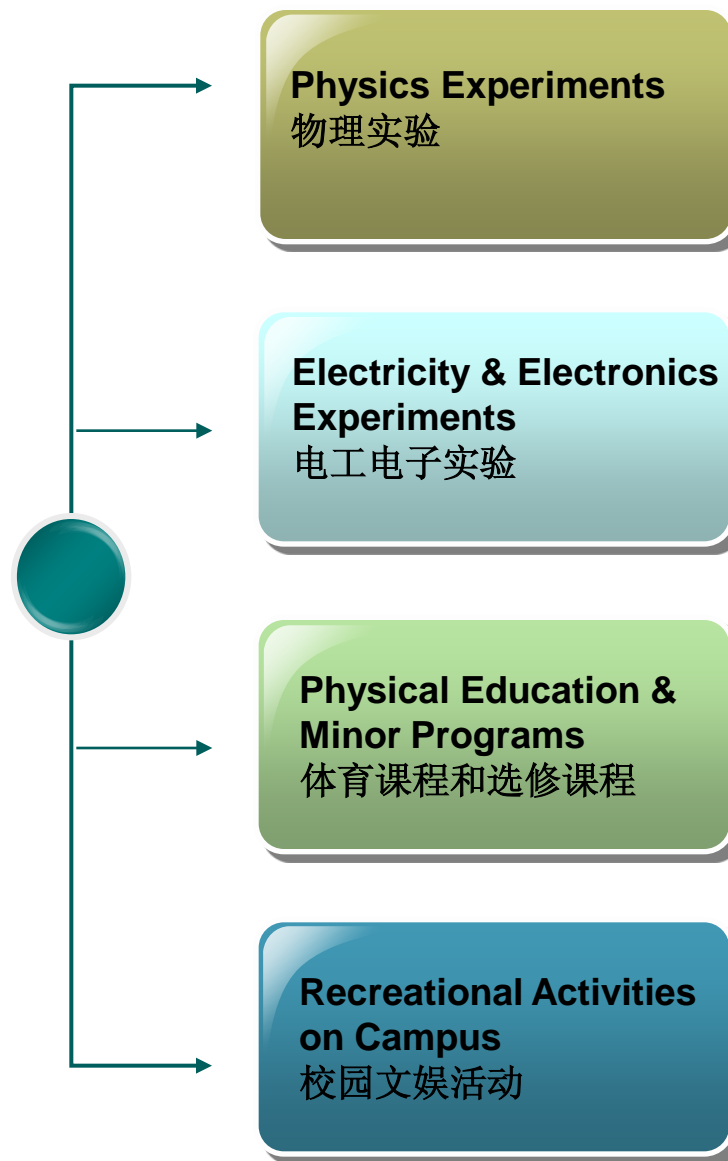 Physics Experiments
物理实验
Electricity & Electronics
Experiments
电工电子实验
Physical Education &
Minor Programs
体育课程和选修课程
Recreational Activities
on Campus
校园文娱活动